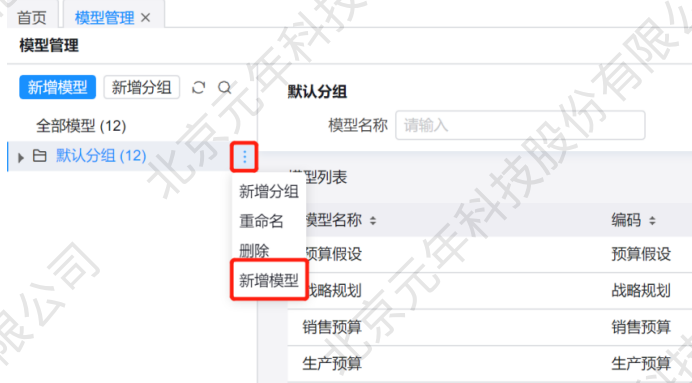 首页 模型管理 ×
模型管理
新增模型 新增分组
全部模型 (12)
默认分组 (12)
新增分组
重命名
删除
新增模型
默认分组
模型名称 请输入
型列表
模型名称 编码
预算假设 预算假设
战略规划 战略规划
销售预算 销售预算
生产预算 生产预算
北京元年科技股份有限公司